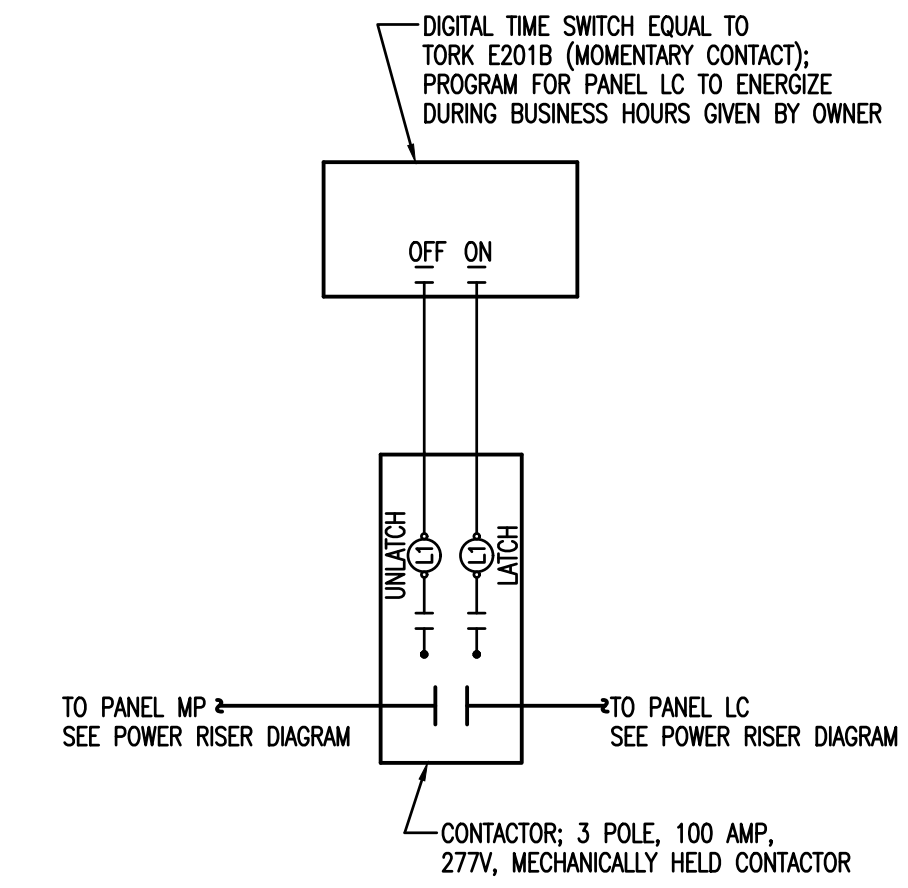 DIGITAL TIME SWITCH EQUAL TO
TORK E201B (MOMENTARY CONTACT);
PROGRAM FOR PANEL LC TO ENERGIZE
DURING BUSINESS HOURS GIVEN BY OWNER
OFF ON
UNLATCH
L1
L1
LATCH
TO PANEL MP
SEE POWER RISER DIAGRAM
TO PANEL LC
SEE POWER RISER DIAGRAM
CONTACTOR; 3 POLE, 100 AMP,
277V, MECHANICALLY HELD CONTACTOR